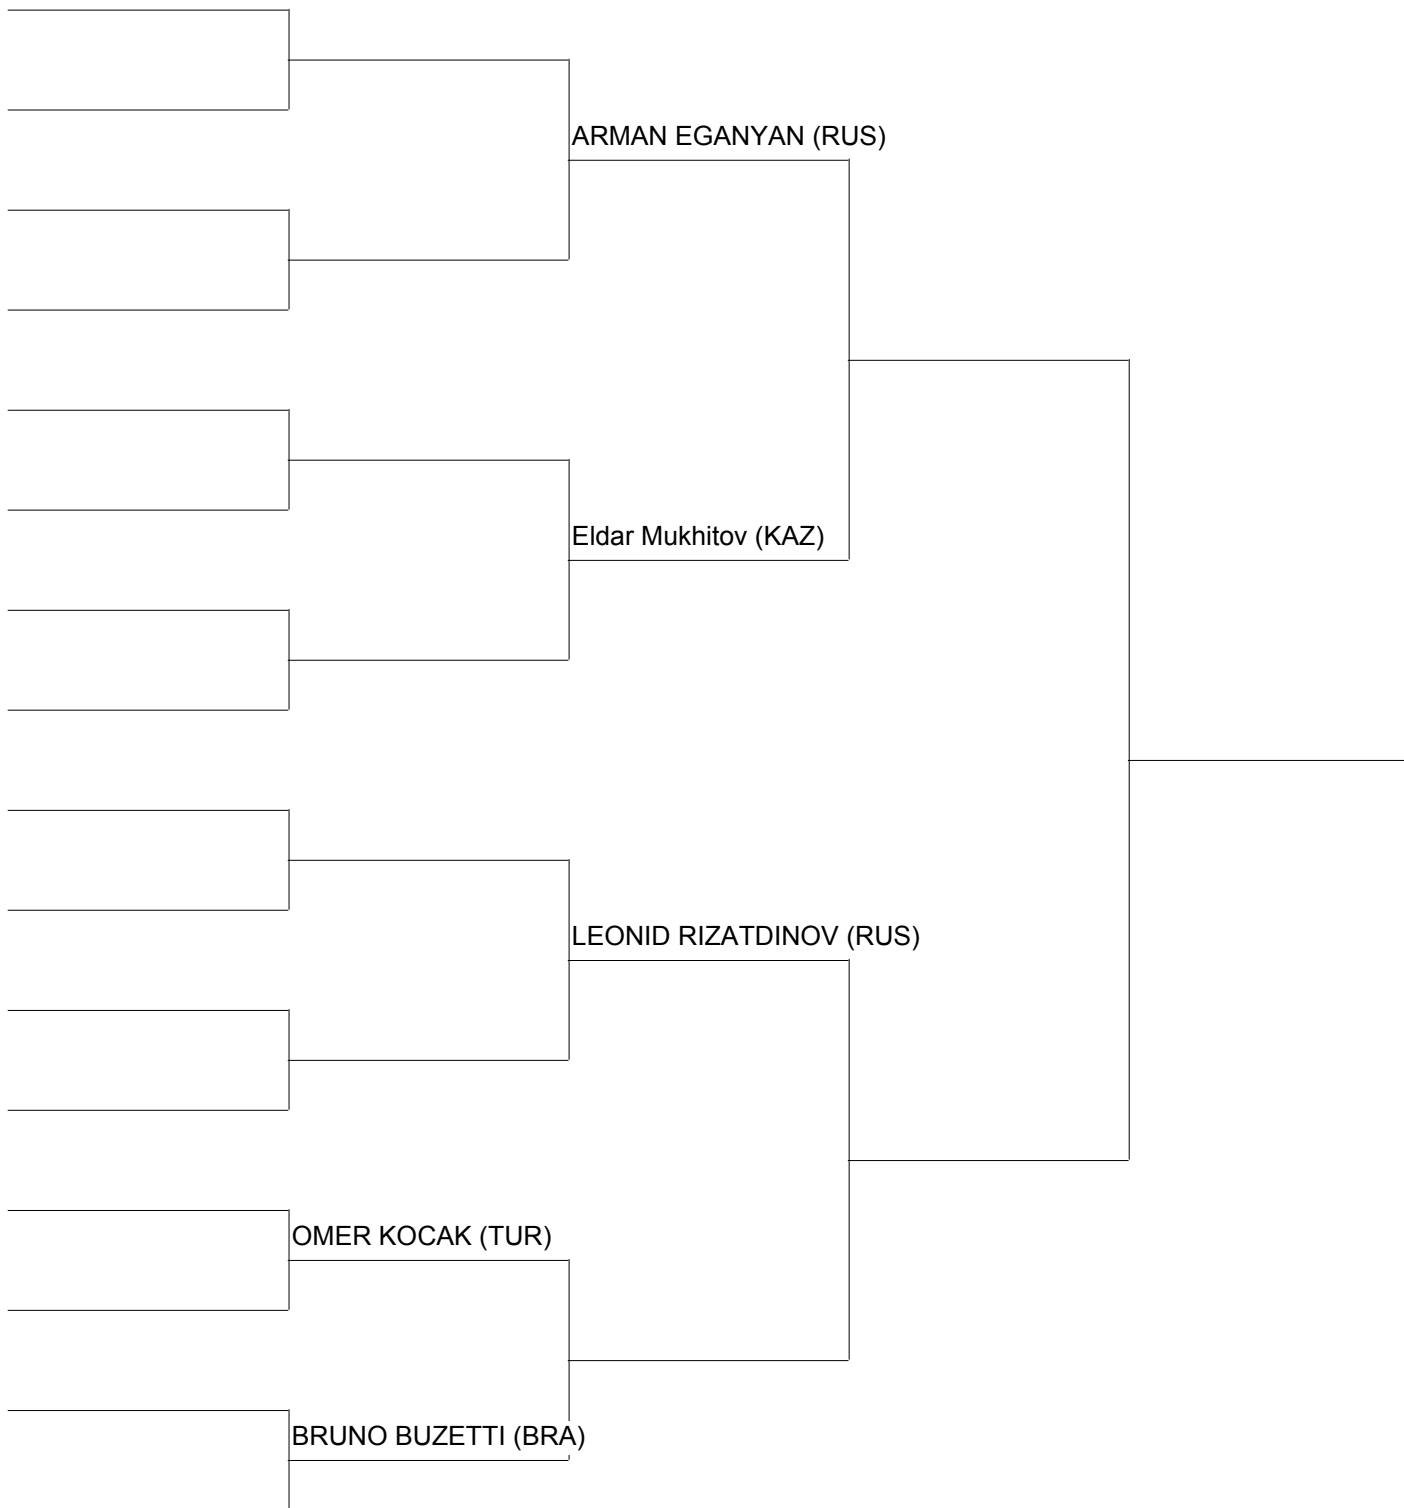 ARMAN EGANYAN (RUS)
Eldar Mukhitov (KAZ)
LEONID RIZATDINOV (RUS)
OMER KOCAK (TUR)
BRUNO BUZETTI (BRA)